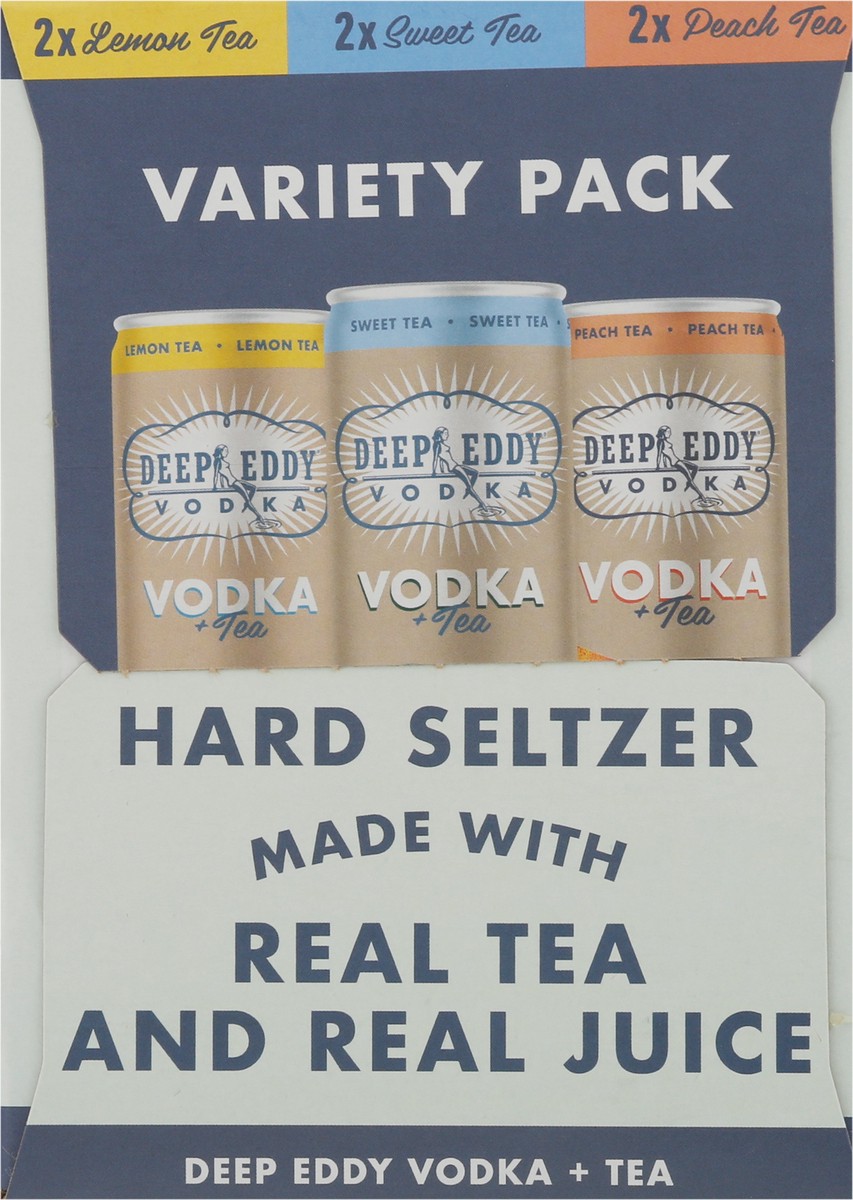 2x Lemon Tea 2x Sweet Tea 2x Peach Tea
VARIETY PACK
LEMON TEA • LEMON TEA
SWEET TEA • SWEET TEA •
PEACH TEA • PEACH TEA •
DEEP EDDY
VODKA
VODKA
+ Tea
DEEP EDDY
VODKA
VODKA
+ Tea
DEEP EDDY
VODKA
VODKA
+ Tea
HARD SELTZER
MADE WITH
REAL TEA
AND REAL JUICE
DEEP EDDY VODKA + TEA